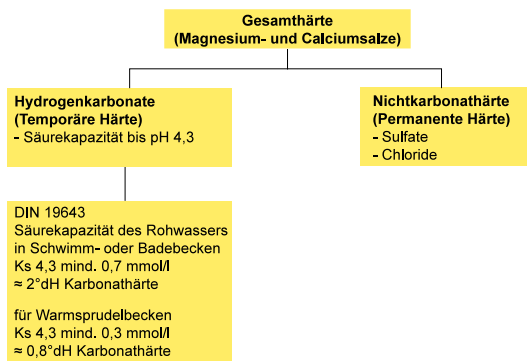 Gesamthärte
(Magnesium- und Calciumsalze)
Hydrogenkarbonate
(Temporäre Härte)
- Säurekapazität bis pH 4,3
Nichtkarbonathärte
(Permanente Härte)
- Sulfate
- Chloride
DIN 19643
Säurekapazität des Rohwassers
in Schwimm- oder Badebecken
Ks 4,3 mind. 0,7 mmol/l
≈ 2°dH Karbonathärte
für Warmsprudelbecken
Ks 4,3 mind. 0,3 mmol/l
≈ 0,8°dH Karbonathärte